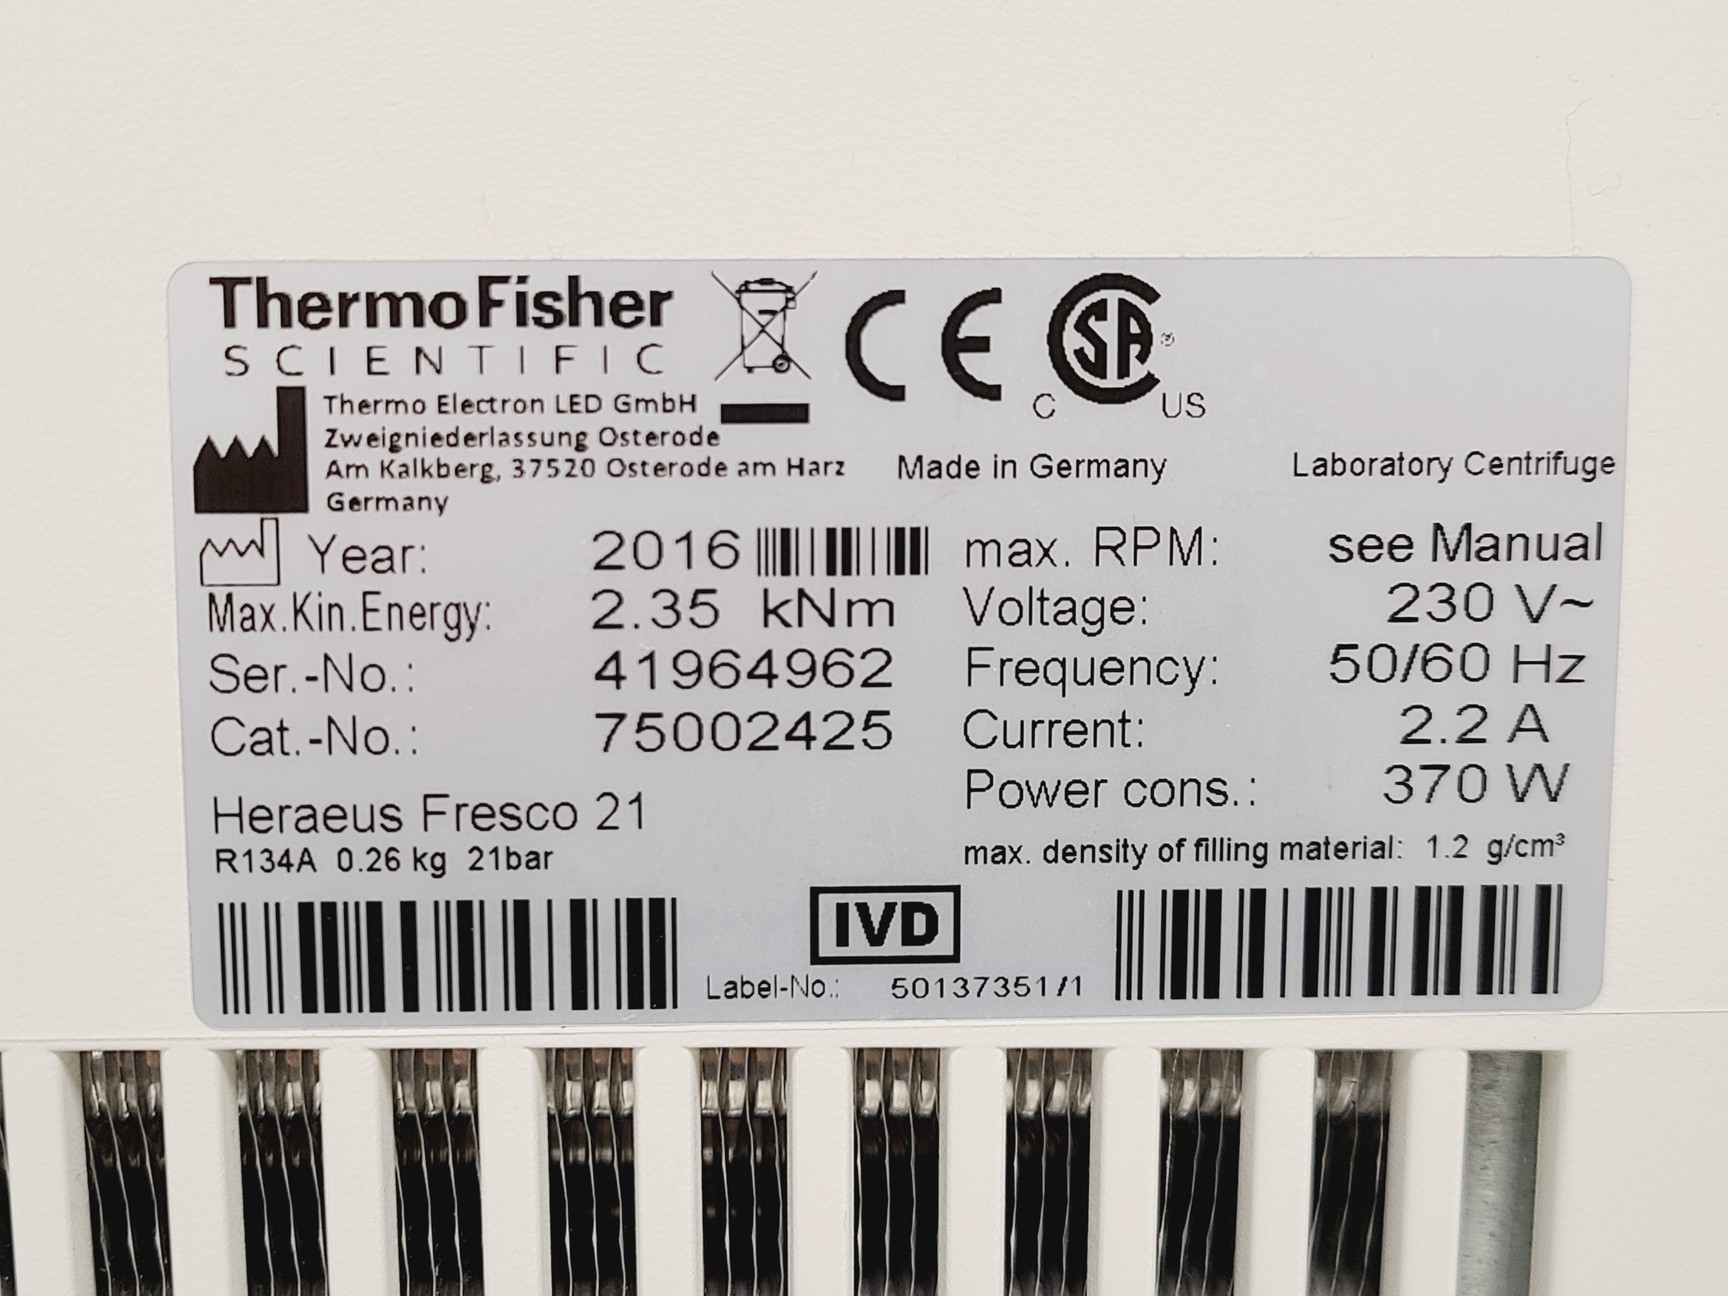 ThermoFisher
SCIENTIFIC
CE
C SA US
Thermo Electron LED GmbH
Zweigniederlassung Osterode
Am Kalkberg, 37520 Osterode am Harz
Germany
Made in Germany
Laboratory Centrifuge
Year: 2016
Max.Kin.Energy: 2.35 kNm
Ser.-No.: 41964962
Cat.-No.: 75002425
Heraeus Fresco 21
R134A 0.26 kg 21bar
max. RPM: see Manual
Voltage: 230 V~
Frequency: 50/60 Hz
Current: 2.2 A
Power cons.: 370 W
max. density of filling material: 1.2 g/cm³
IVD
Label-No.: 50137351/1